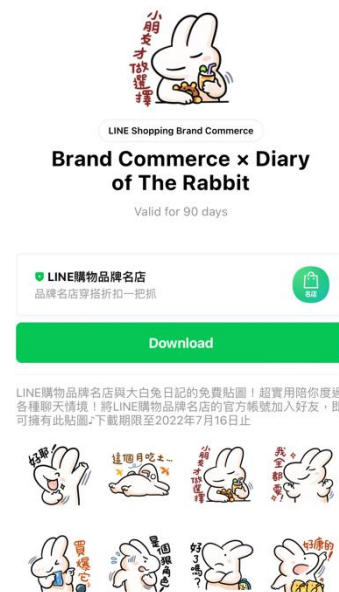 小朋友才做選擇
LINE Shopping Brand Commerce
Brand Commerce × Diary
of The Rabbit
Valid for 90 days
LINE購物品牌名店
品牌名店穿搭折扣一把抓
名店
Download
LINE購物品牌名店與大白兔日記的免費貼圖！超實用陪你度過
各種聊天情境！將LINE購物品牌名店的官方帳號加入好友，即
可擁有此貼圖♪下載期限至2022年7月16日止
好耶!
這個月吃土...
小朋友才做選擇
我全都要!
買爆它
是個狠角色
好了嗎?
好康的